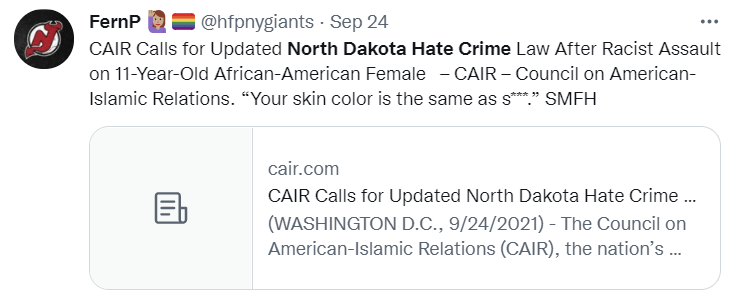 FernP 🙋🏽‍♀️ 🏳️‍🌈 @hfpnygiants · Sep 24
CAIR Calls for Updated North Dakota Hate Crime Law After Racist Assault
on 11-Year-Old African-American Female – CAIR – Council on American-
Islamic Relations. “Your skin color is the same as s***.” SMFH
cair.com
CAIR Calls for Updated North Dakota Hate Crime ...
(WASHINGTON D.C., 9/24/2021) - The Council on
American-Islamic Relations (CAIR), the nation’s ...